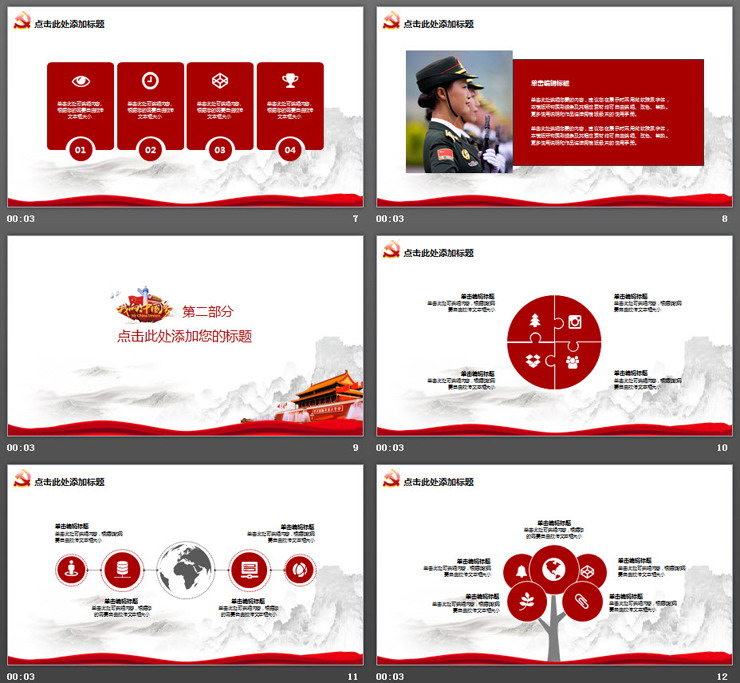 点击此处添加标题
单击此处可编辑内容,
根据您的需要自由拉伸
文本框大小
单击此处可编辑内容,
根据您的需要自由拉伸
文本框大小
单击此处可编辑内容,
根据您的需要自由拉伸
文本框大小
单击此处可编辑内容,
根据您的需要自由拉伸
文本框大小
01
02
03
04
00:03
7
点击此处添加标题
单击编辑标题
00:03
8
第二部分
点击此处添加您的标题
00:03
9
点击此处添加标题
单击编辑标题
单击此处可编辑内容,根据您的需
要自由拉伸文本框大小
单击编辑标题
单击此处可编辑内容,根据您的需
要自由拉伸文本框大小
单击编辑标题
单击此处可编辑内容,根据您的需
要自由拉伸文本框大小
单击编辑标题
单击此处可编辑内容,根据您的需
要自由拉伸文本框大小
00:03
10
点击此处添加标题
单击编辑标题
单击此处可编辑内容,根据您的需
要自由拉伸文本框大小
单击编辑标题
单击此处可编辑内容,根据您的需
要自由拉伸文本框大小
单击编辑标题
单击此处可编辑内容,根据您
的需要自由拉伸文本框大小
单击编辑标题
单击此处可编辑内容,根据您
的需要自由拉伸文本框大小
00:03
11
点击此处添加标题
单击编辑标题
单击此处可编辑内容,根据您
的需要自由拉伸文本框大小
单击编辑标题
单击此处可编辑内容,根据您的需
要自由拉伸文本框大小
单击编辑标题
单击此处可编辑内容,根据您的需
要自由拉伸文本框大小
单击编辑标题
单击此处可编辑内容,根据您的需
要自由拉伸文本框大小
单击编辑标题
单击此处可编辑内容,根据您的需
要自由拉伸文本框大小
00:03
12